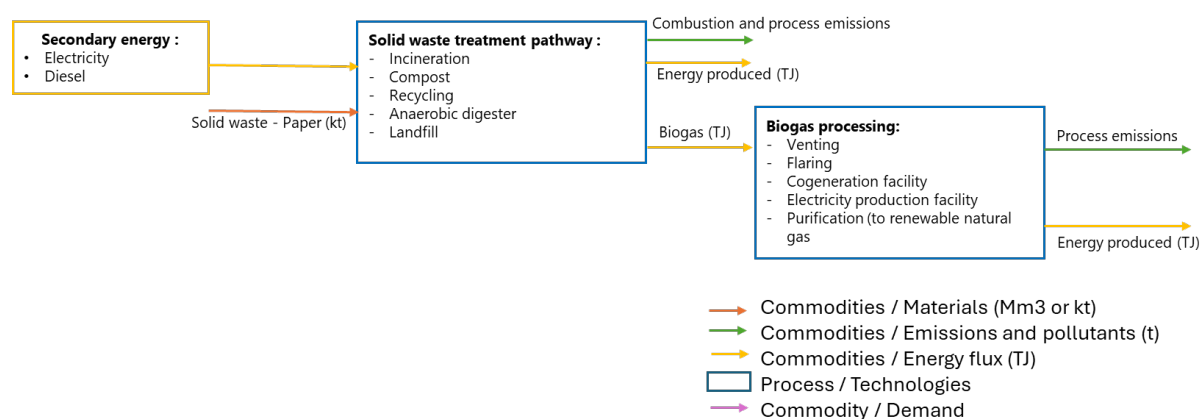 Secondary energy :
• Electricity
• Diesel
Solid waste - Paper (kt)
Solid waste treatment pathway :
- Incineration
- Compost
- Recycling
- Anaerobic digester
- Landfill
Combustion and process emissions
Energy produced (TJ)
Biogas (TJ)
Biogas processing:
- Venting
- Flaring
- Cogeneration facility
- Electricity production facility
- Purification (to renewable natural
gas
Process emissions
Energy produced (TJ)
Commodities / Materials (Mm3 or kt)
Commodities / Emissions and pollutants (t)
Commodities / Energy flux (TJ)
Process / Technologies
Commodity / Demand